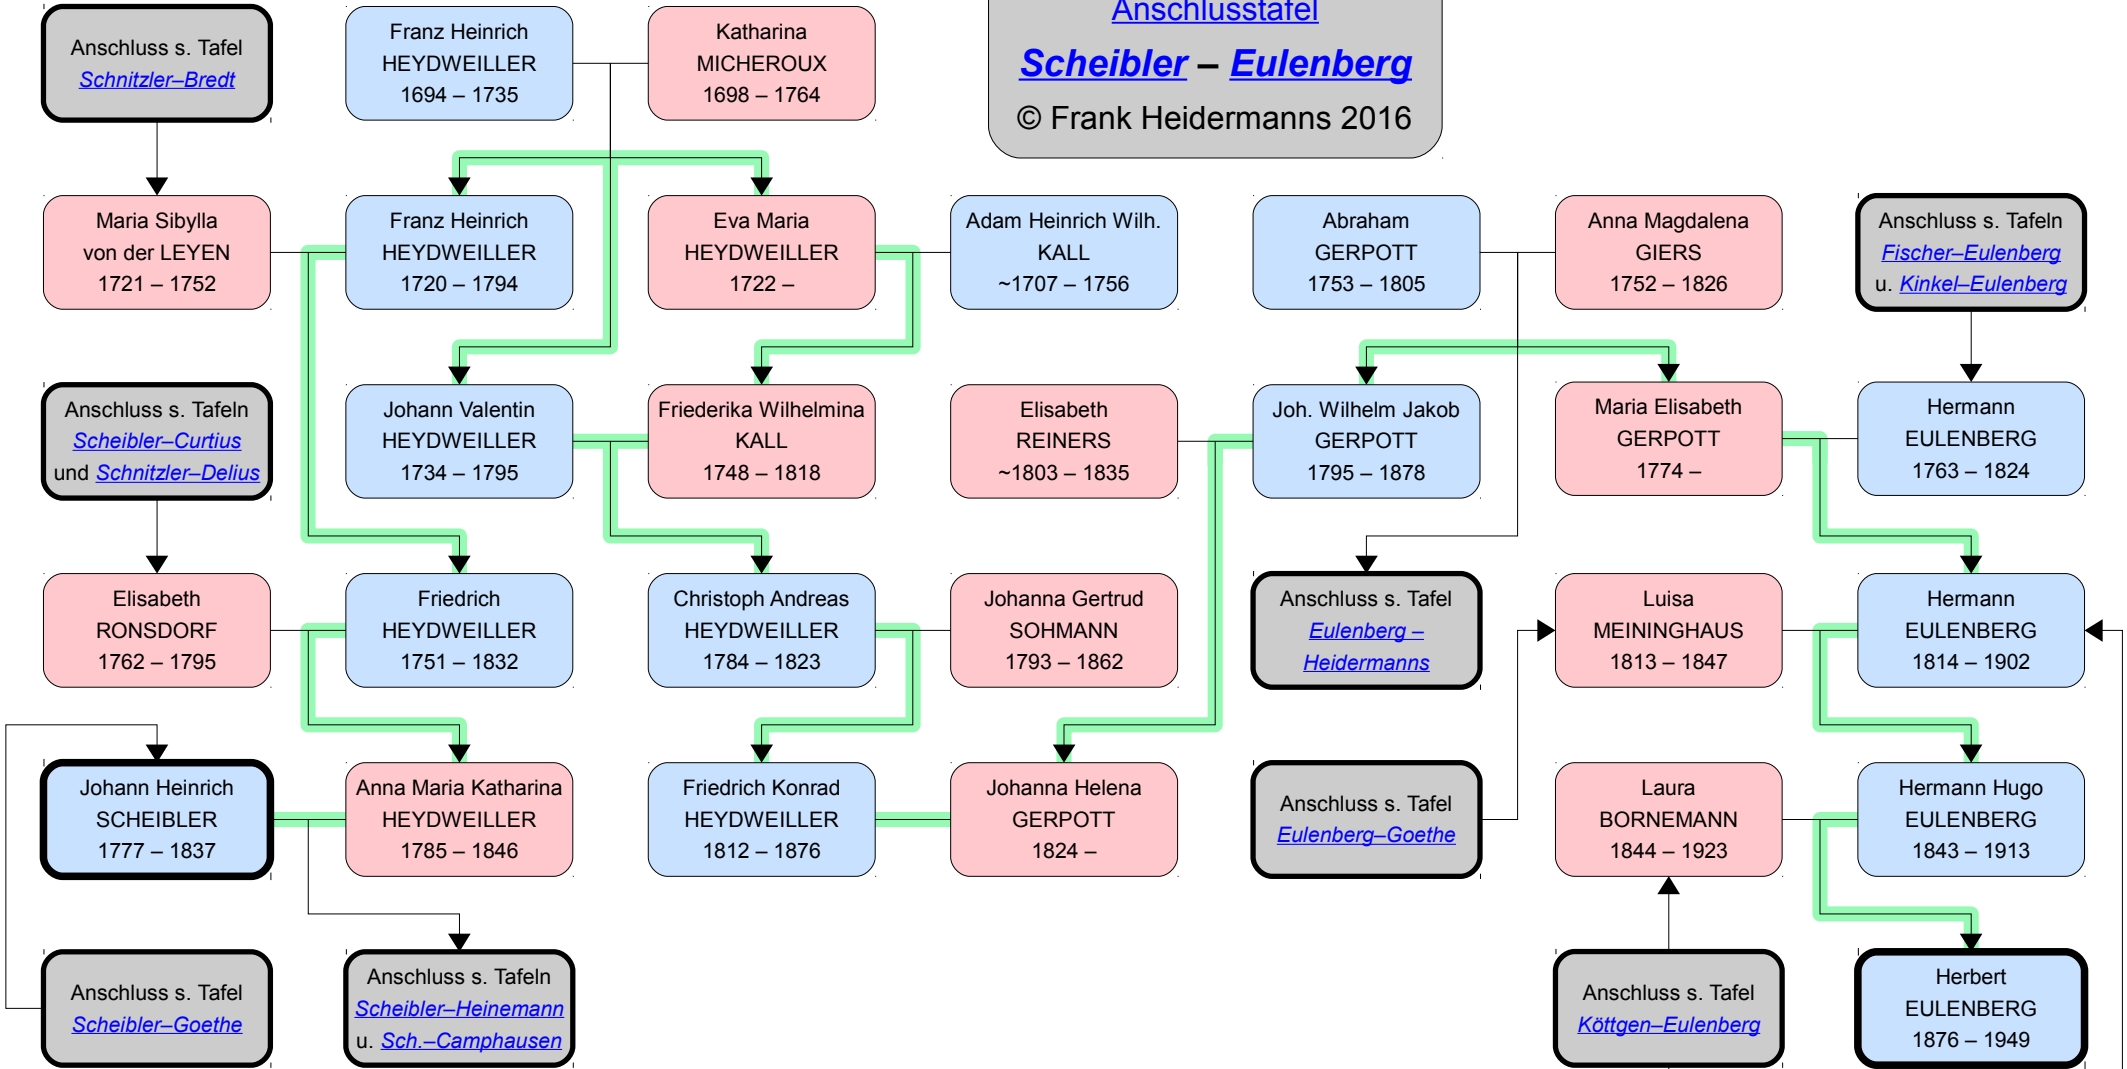 Anschlusstafel
Scheibler – Eulenberg
© Frank Heidermanns 2016
Anschluss s. Tafel
Schnitzler–Bredt
Franz Heinrich
HEYDWEILLER
1694 – 1735
Katharina
MICHEROUX
1698 – 1764
Maria Sibylla
von der LEYEN
1721 – 1752
Franz Heinrich
HEYDWEILLER
1720 – 1794
Eva Maria
HEYDWEILLER
1722 –
Adam Heinrich Wilh.
KALL
~1707 – 1756
Abraham
GERPOTT
1753 – 1805
Anna Magdalena
GIERS
1752 – 1826
Anschluss s. Tafeln
Fischer–Eulenberg
u. Kinkel–Eulenberg
Anschluss s. Tafeln
Scheibler–Curtius
und Schnitzler–Delius
Johann Valentin
HEYDWEILLER
1734 – 1795
Friederika Wilhelmina
KALL
1748 – 1818
Elisabeth
REINERS
~1803 – 1835
Joh. Wilhelm Jakob
GERPOTT
1795 – 1878
Maria Elisabeth
GERPOTT
1774 –
Hermann
EULENBERG
1763 – 1824
Elisabeth
RONSDORF
1762 – 1795
Friedrich
HEYDWEILLER
1751 – 1832
Christoph Andreas
HEYDWEILLER
1784 – 1823
Johanna Gertrud
SOHMANN
1793 – 1862
Anschluss s. Tafel
Eulenberg –
Heidermanns
Luisa
MEININGHAUS
1813 – 1847
Hermann
EULENBERG
1814 – 1902
Johann Heinrich
SCHEIBLER
1777 – 1837
Anna Maria Katharina
HEYDWEILLER
1785 – 1846
Friedrich Konrad
HEYDWEILLER
1812 – 1876
Johanna Helena
GERPOTT
1824 –
Anschluss s. Tafel
Eulenberg–Goethe
Laura
BORNEMANN
1844 – 1923
Hermann Hugo
EULENBERG
1843 – 1913
Anschluss s. Tafel
Scheibler–Goethe
Anschluss s. Tafeln
Scheibler–Heinemann
u. Sch.–Camphausen
Anschluss s. Tafel
Köttgen–Eulenberg
Herbert
EULENBERG
1876 – 1949